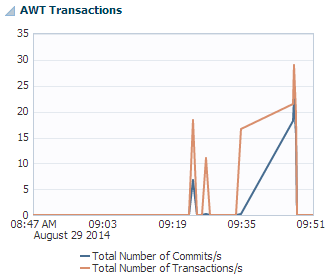 AWT Transactions
35
30
25
20
15
10
5
0
08:47 AM 09:03 09:19 09:35 09:51
August 29 2014
Total Number of Commits/s
Total Number of Transactions/s